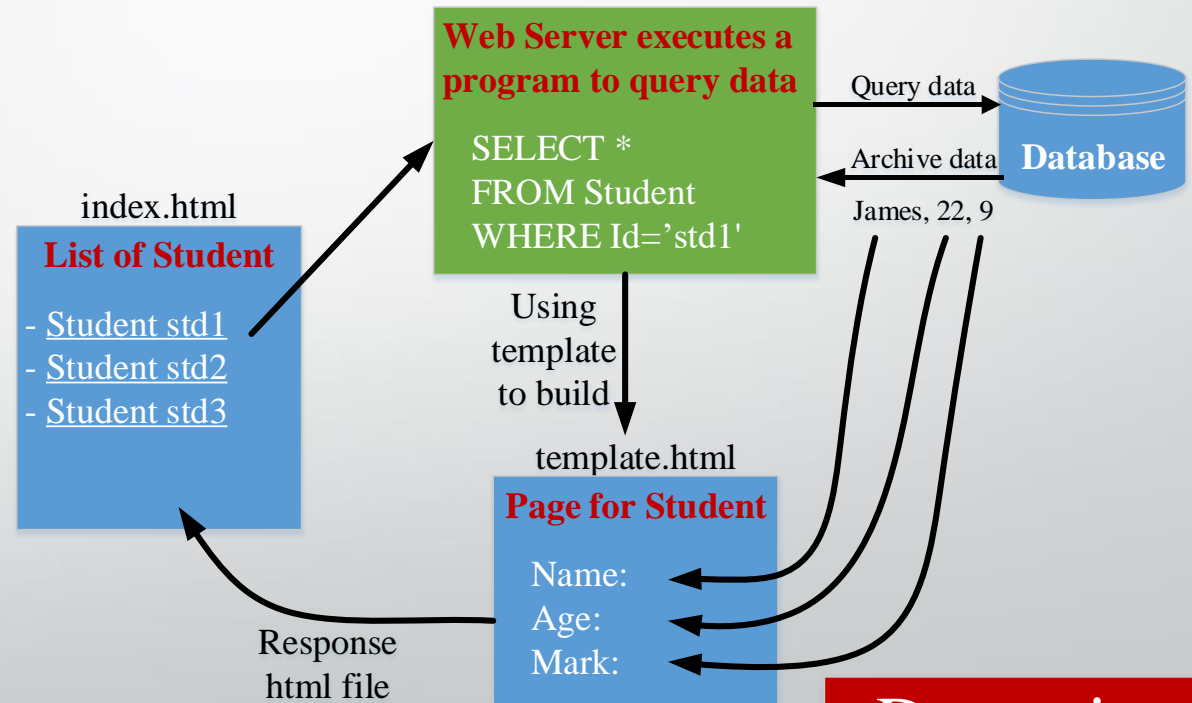 Web Server executes a
program to query data
SELECT *
FROM Student
WHERE Id=’std1'
Query data
Archive data
James, 22, 9
Database
index.html
List of Student
- Student std1
- Student std2
- Student std3
Using
template
to build
template.html
Page for Student
Name:
Age:
Mark:
Response
html file